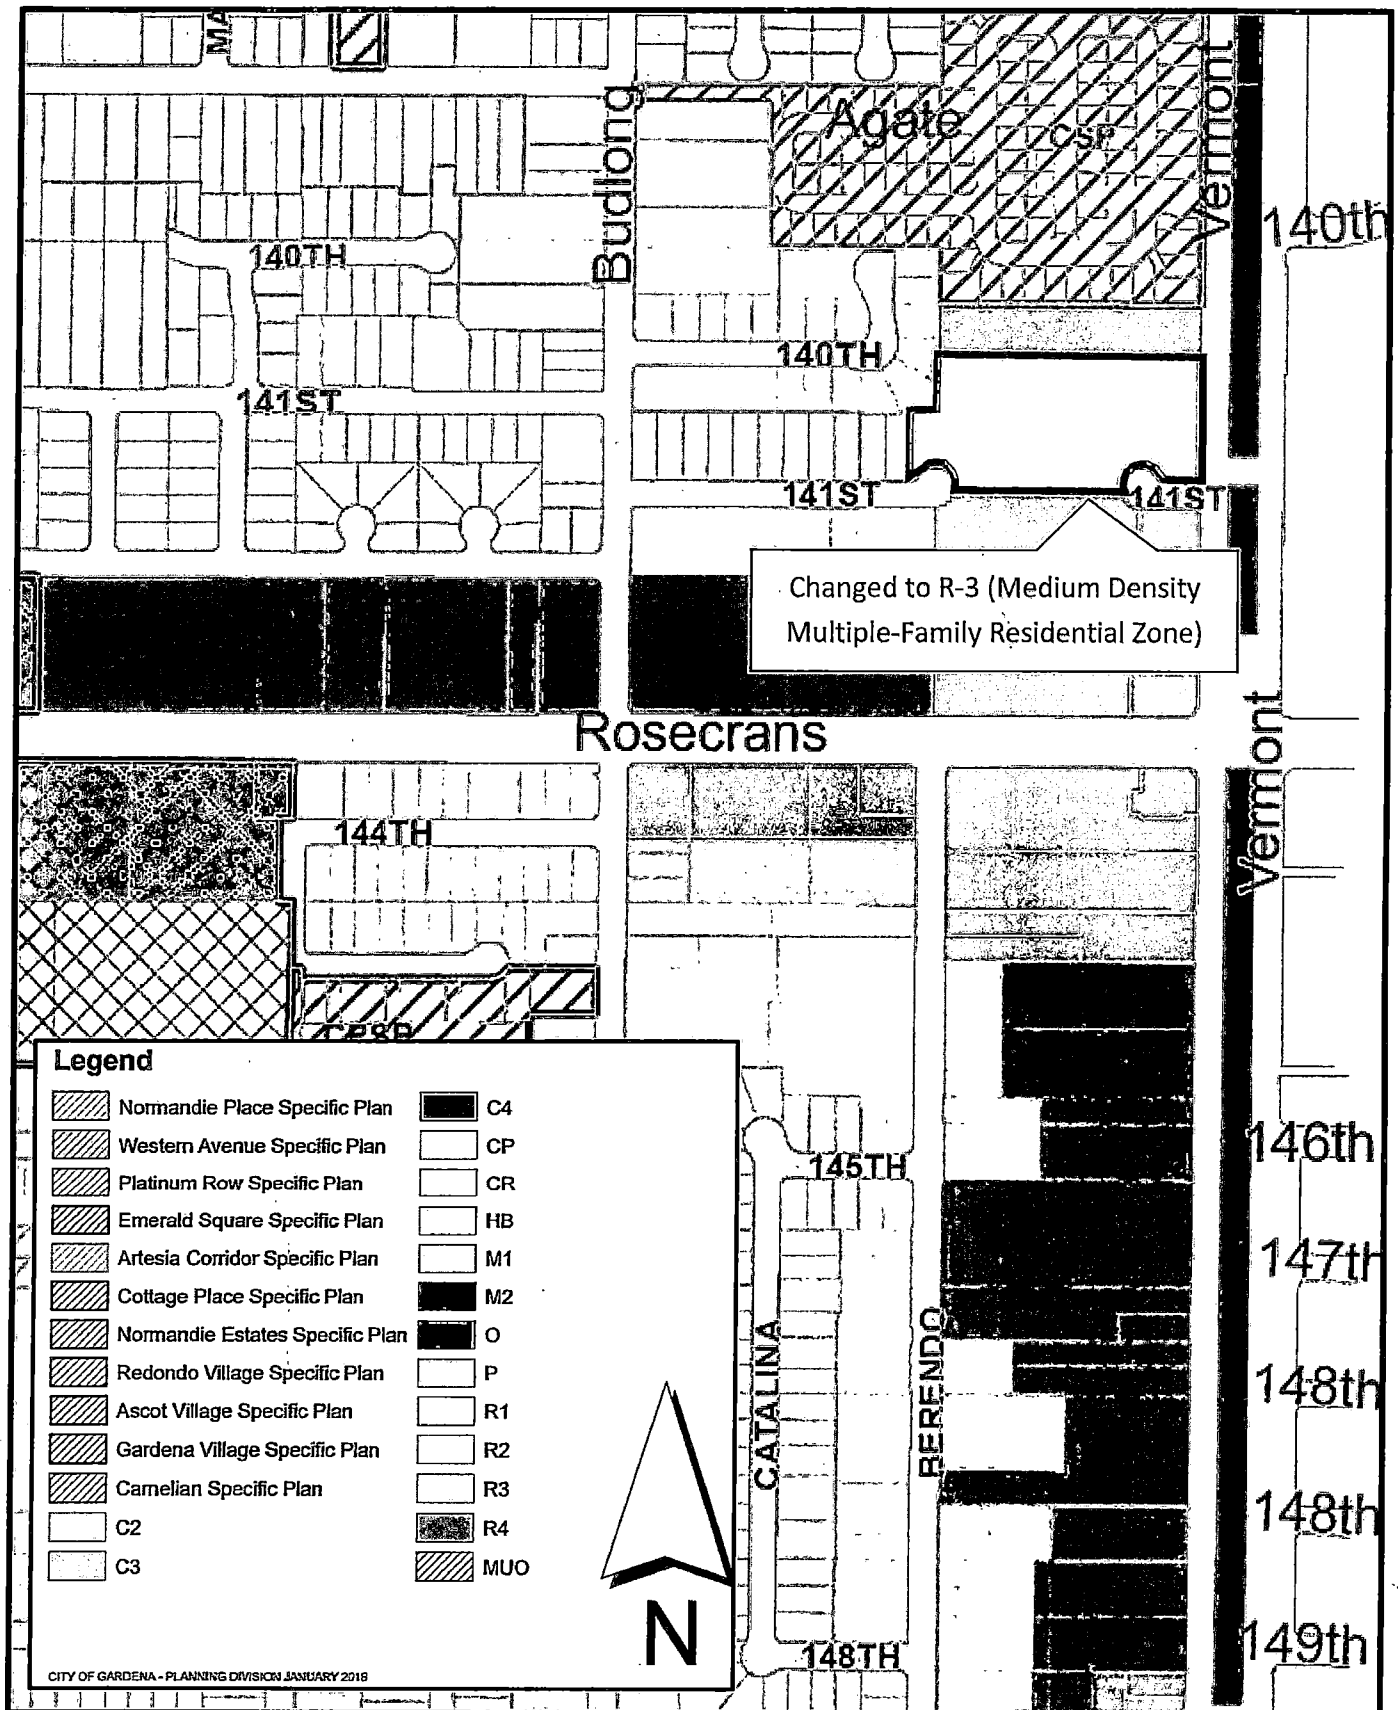 MA
Budlong
Agate
CSP
Vermont
140th
140TH
140TH
141ST
141ST
141ST
Changed to R-3 (Medium Density
Multiple-Family Residential Zone)
Rosecrans
Vermont
144TH
Legend
Normandie Place Specific Plan
Western Avenue Specific Plan
Platinum Row Specific Plan
Emerald Square Specific Plan
Artesia Corridor Specific Plan
Cottage Place Specific Plan
Normandie Estates Specific Plan
Redondo Village Specific Plan
Ascot Village Specific Plan
Gardena Village Specific Plan
Carnelian Specific Plan
C2
C3
C4
CP
CR
HB
M1
M2
O
P
R1
R2
R3
R4
MUO
N
CITY OF GARDENA - PLANNING DIVISION JANUARY 2018
145TH
CATALINA
BERENDO
148TH
146th
147th
148th
148th
149th